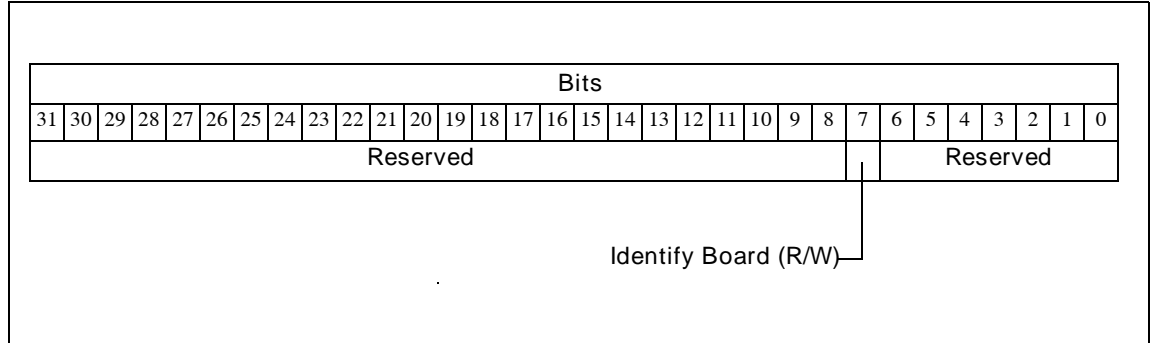 Bits
31 30 29 28 27 26 25 24 23 22 21 20 19 18 17 16 15 14 13 12 11 10 9 8 7 6 5 4 3 2 1 0
Reserved Reserved
Identify Board (R/W)